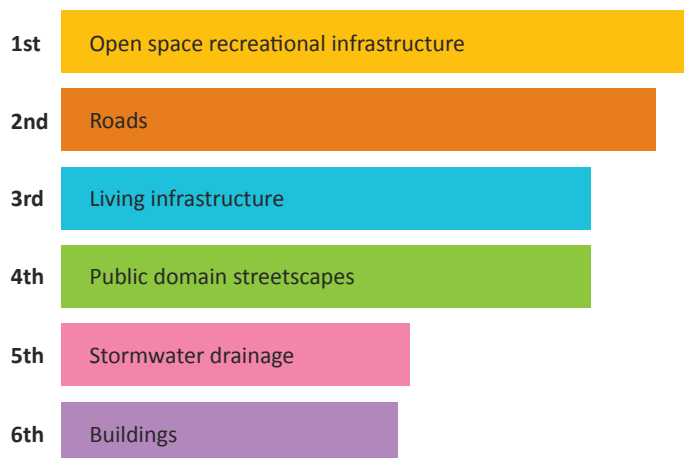 1st Open space recreational infrastructure
2nd Roads
3rd Living infrastructure
4th Public domain streetscapes
5th Stormwater drainage
6th Buildings